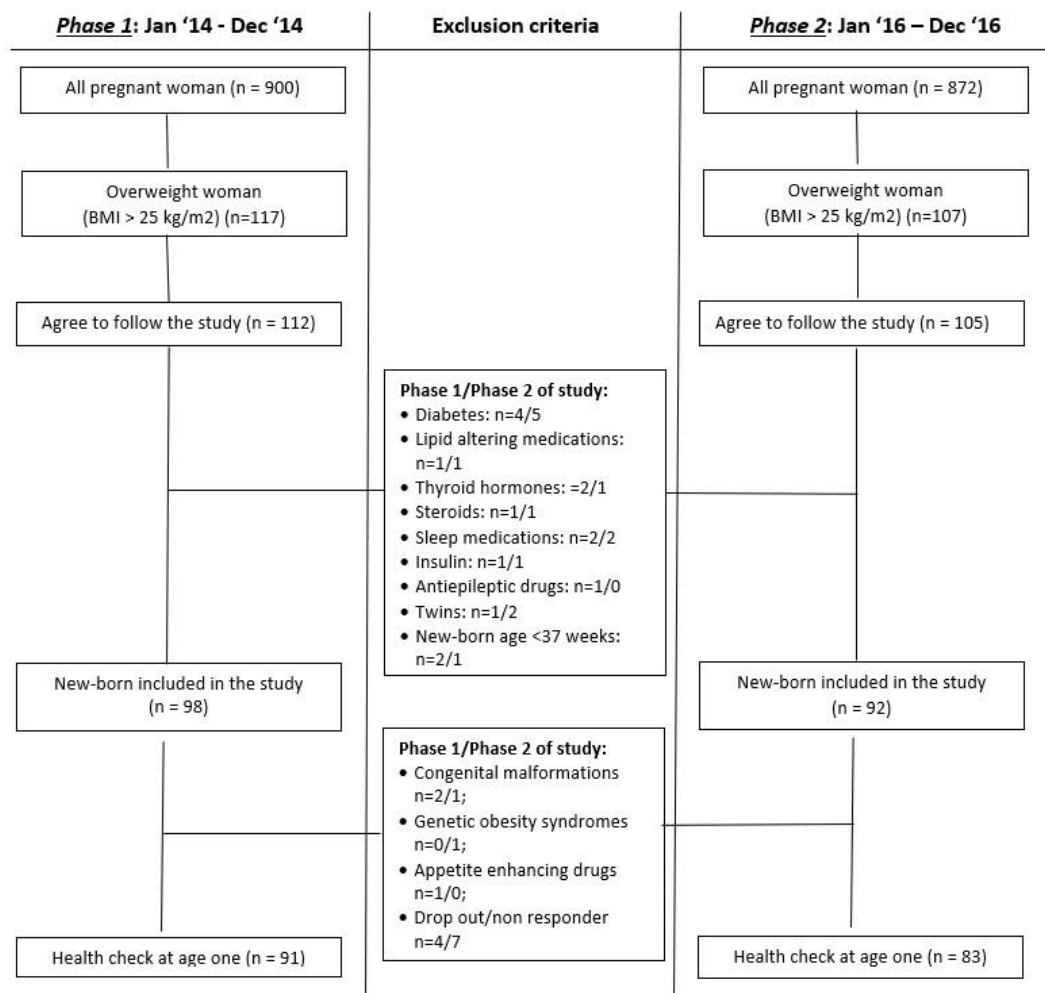 Phase 1: Jan ‘14 - Dec ‘14
Exclusion criteria
Phase 2: Jan ‘16 – Dec ‘16
All pregnant woman (n = 900)
All pregnant woman (n = 872)
Overweight woman
(BMI > 25 kg/m2) (n=117)
Overweight woman
(BMI > 25 kg/m2) (n=107)
Agree to follow the study (n = 112)
Agree to follow the study (n = 105)
Phase 1/Phase 2 of study:
• Diabetes: n=4/5
• Lipid altering medications:
n=1/1
• Thyroid hormones: =2/1
• Steroids: n=1/1
• Sleep medications: n=2/2
• Insulin: n=1/1
• Antiepileptic drugs: n=1/0
• Twins: n=1/2
• New-born age <37 weeks:
n=2/1
New-born included in the study
(n = 98)
New-born included in the study
(n = 92)
Phase 1/Phase 2 of study:
• Congenital malformations
n=2/1;
• Genetic obesity syndromes
n=0/1;
• Appetite enhancing drugs
n=1/0;
• Drop out/non responder
n=4/7
Health check at age one (n = 91)
Health check at age one (n = 83)